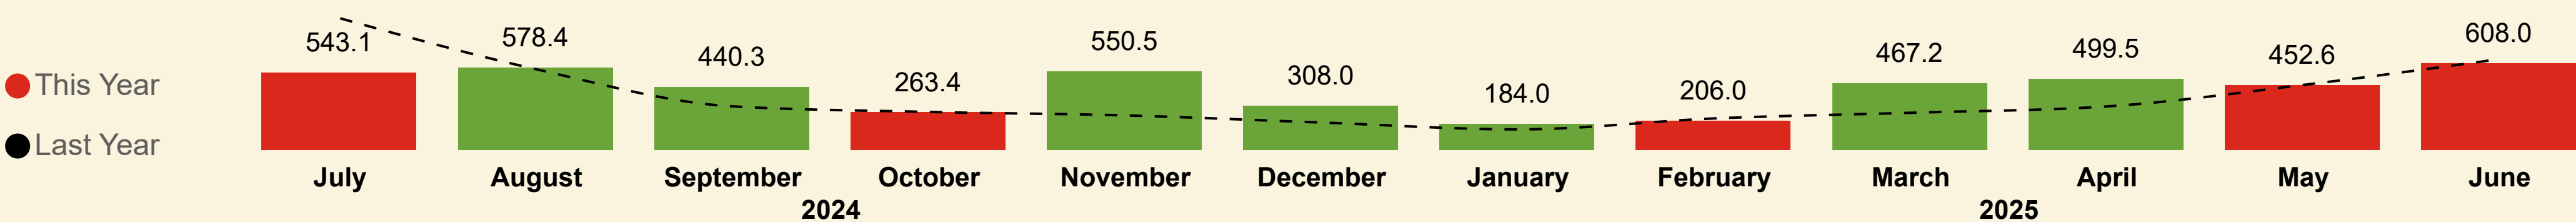 This Year
Last Year
543.1 578.4 440.3 263.4 550.5 308.0 184.0 206.0 467.2 499.5 452.6 608.0
July August September October November December January February March April May June
2024 2025